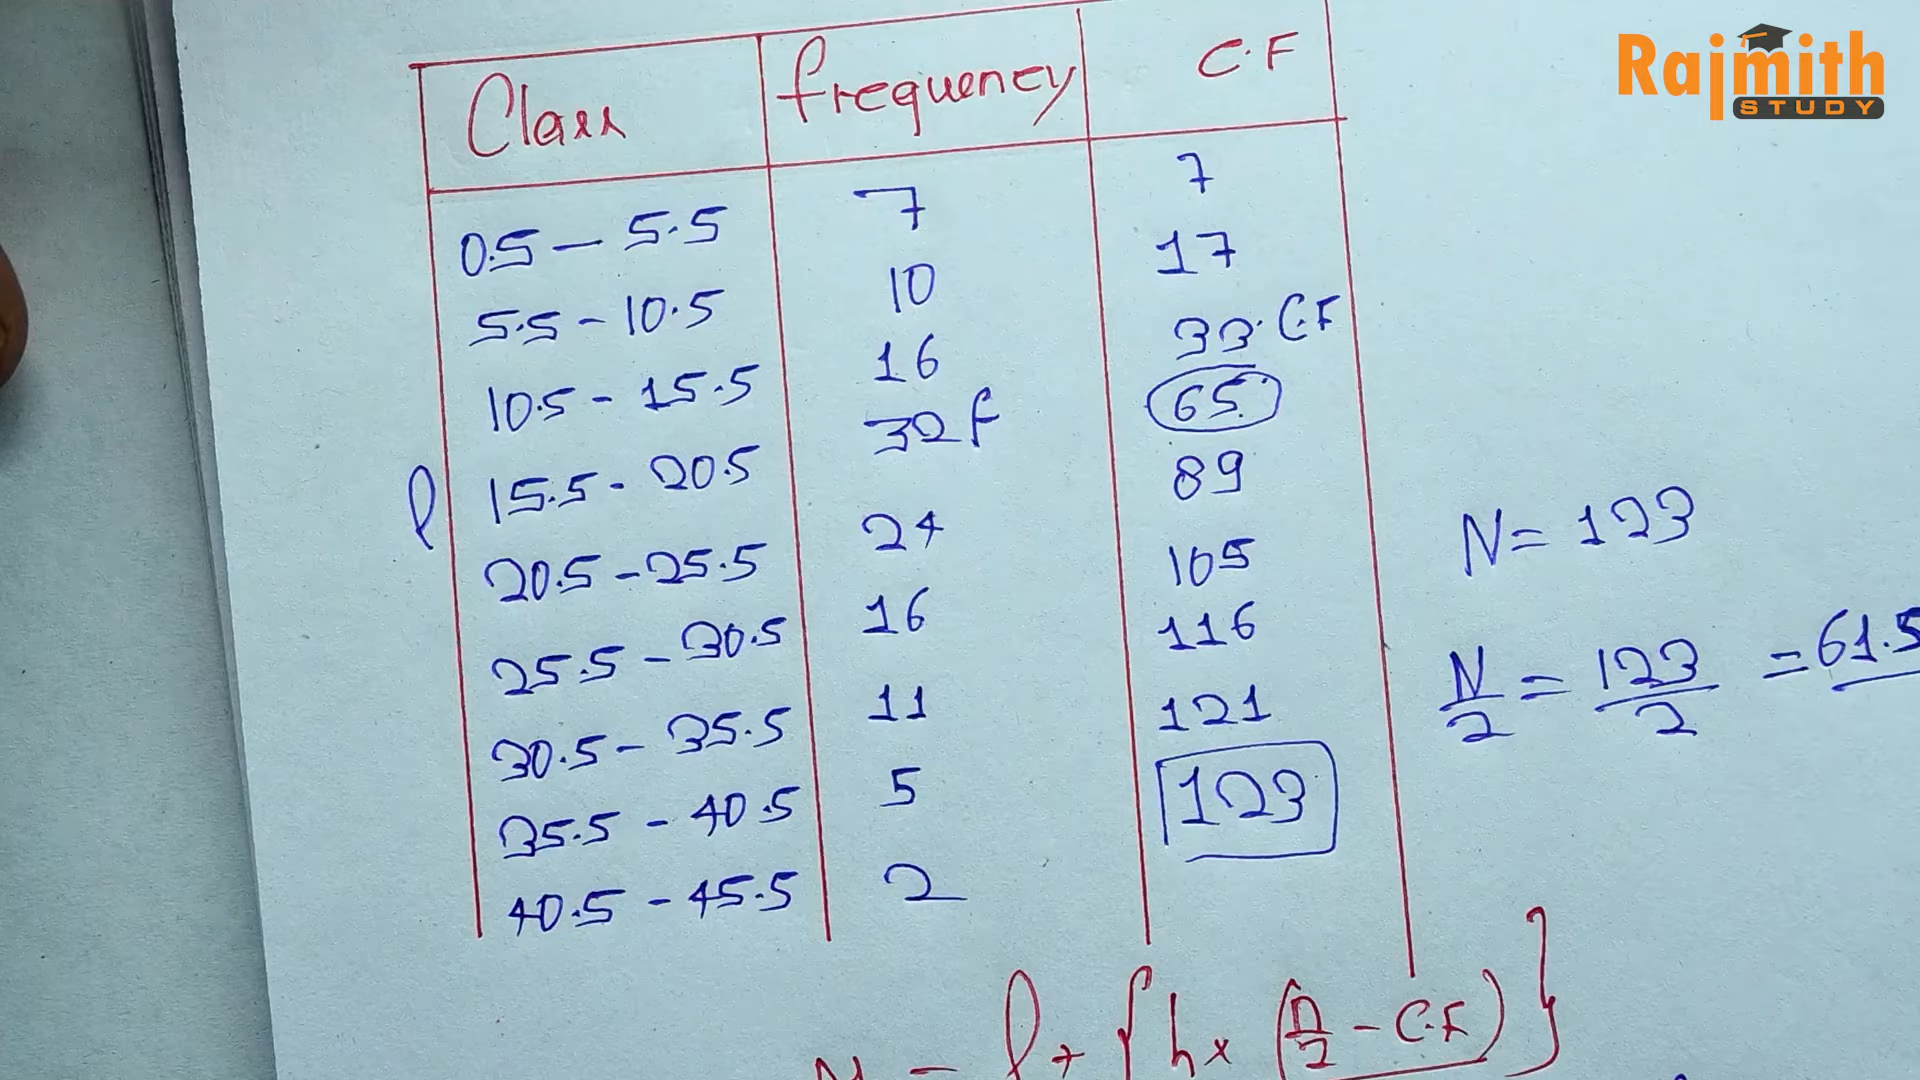 Rajmith
STUDY
Class frequency C.F
0.5 – 5.5 7 7
5.5 – 10.5 10 17
10.5 – 15.5 16 33. C.F
l 15.5 - 20.5 32 f 65
20.5 – 25.5 24 89
25.5 – 30.5 16 105
30.5 – 35.5 11 116
35.5 – 40.5 5 121
40.5 – 45.5 2 123
N = 123
N/2 = 123/2 = 61.5
= l + { h × (n/2 – C.F) }